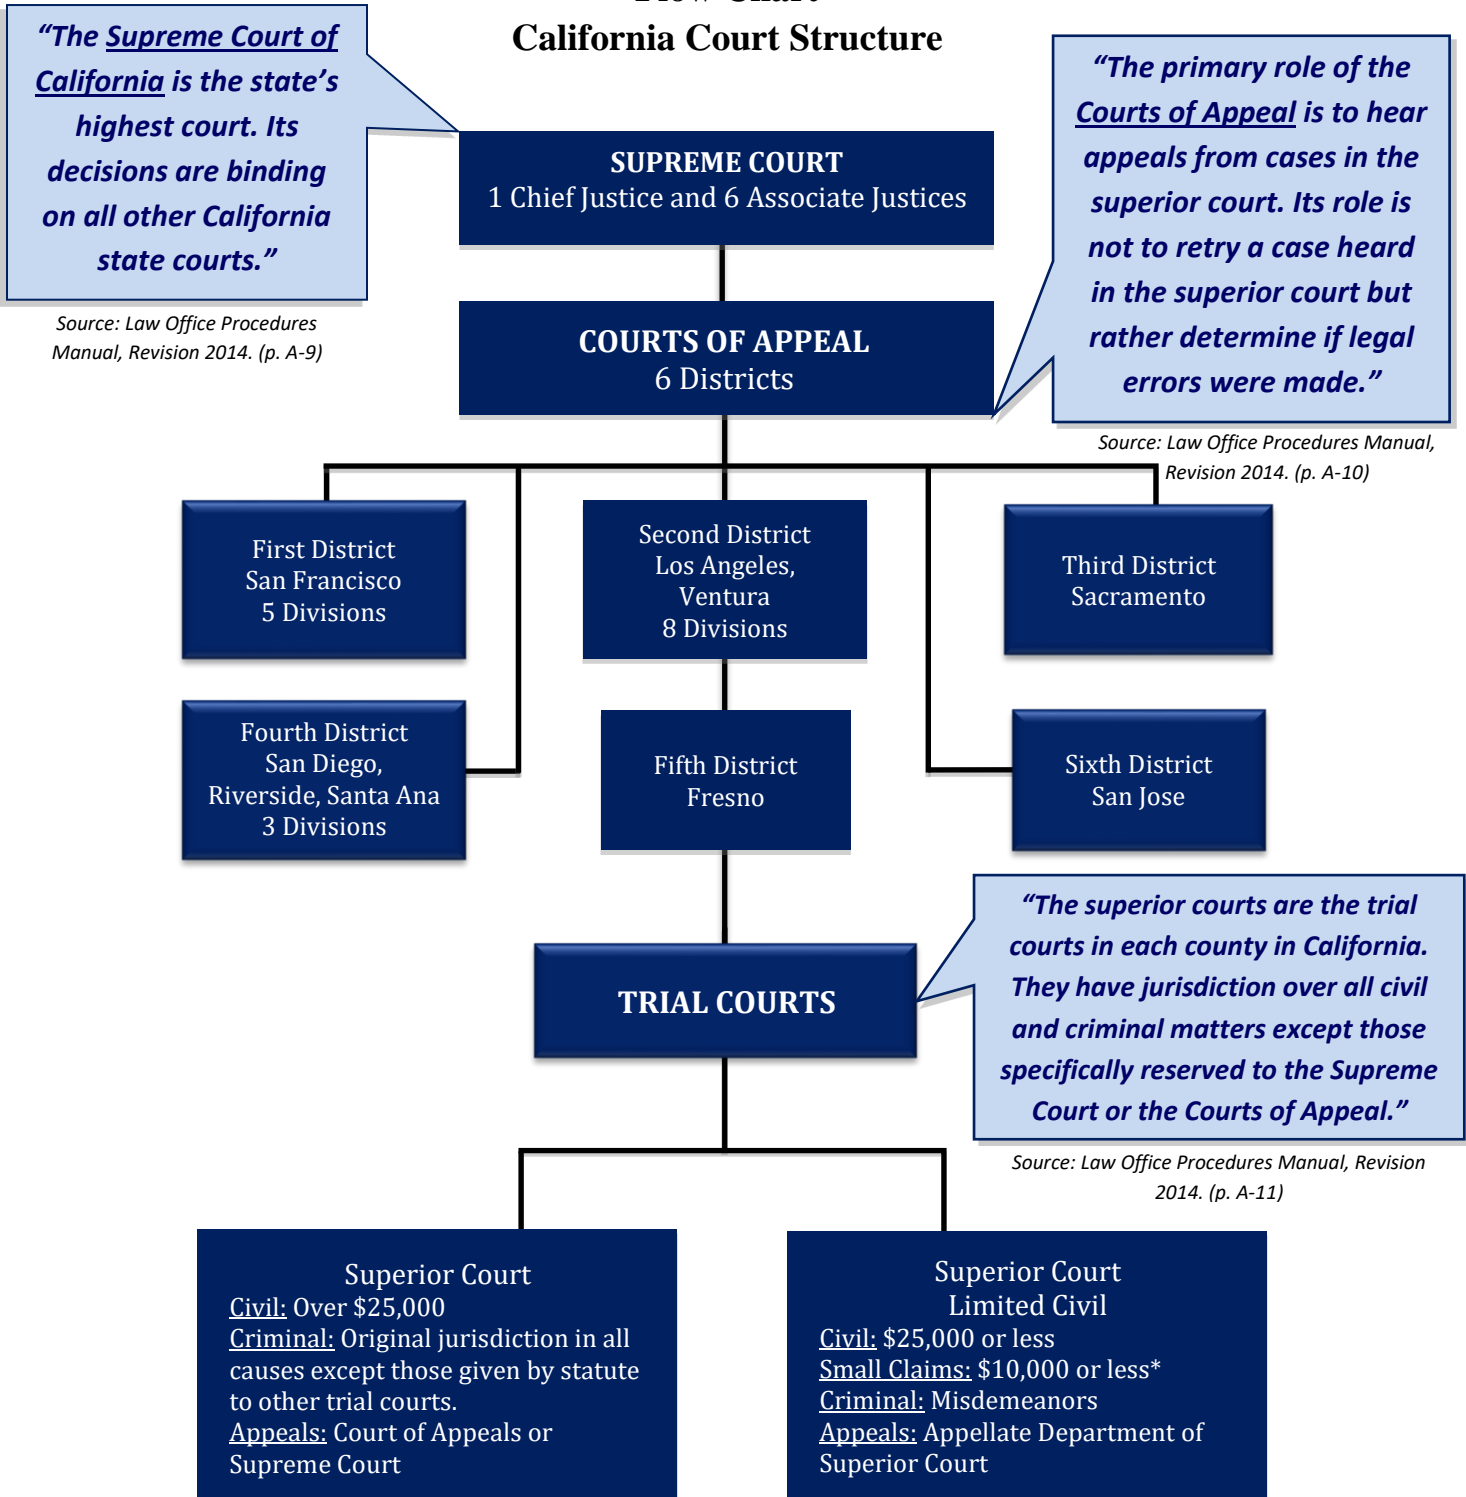 California Court Structure
“The Supreme Court of
California is the state’s
highest court. Its
decisions are binding
on all other California
state courts.”
Source: Law Office Procedures
Manual, Revision 2014. (p. A-9)
“The primary role of the
Courts of Appeal is to hear
appeals from cases in the
superior court. Its role is
not to retry a case heard
in the superior court but
rather determine if legal
errors were made.”
Source: Law Office Procedures Manual,
Revision 2014. (p. A-10)
SUPREME COURT
1 Chief Justice and 6 Associate Justices
COURTS OF APPEAL
6 Districts
First District
San Francisco
5 Divisions
Second District
Los Angeles,
Ventura
8 Divisions
Third District
Sacramento
Fourth District
San Diego,
Riverside, Santa Ana
3 Divisions
Fifth District
Fresno
Sixth District
San Jose
TRIAL COURTS
“The superior courts are the trial
courts in each county in California.
They have jurisdiction over all civil
and criminal matters except those
specifically reserved to the Supreme
Court or the Courts of Appeal.”
Source: Law Office Procedures Manual, Revision
2014. (p. A-11)
Superior Court
Civil: Over $25,000
Criminal: Original jurisdiction in all
causes except those given by statute
to other trial courts.
Appeals: Court of Appeals or
Supreme Court
Superior Court
Limited Civil
Civil: $25,000 or less
Small Claims: $10,000 or less*
Criminal: Misdemeanors
Appeals: Appellate Department of
Superior Court